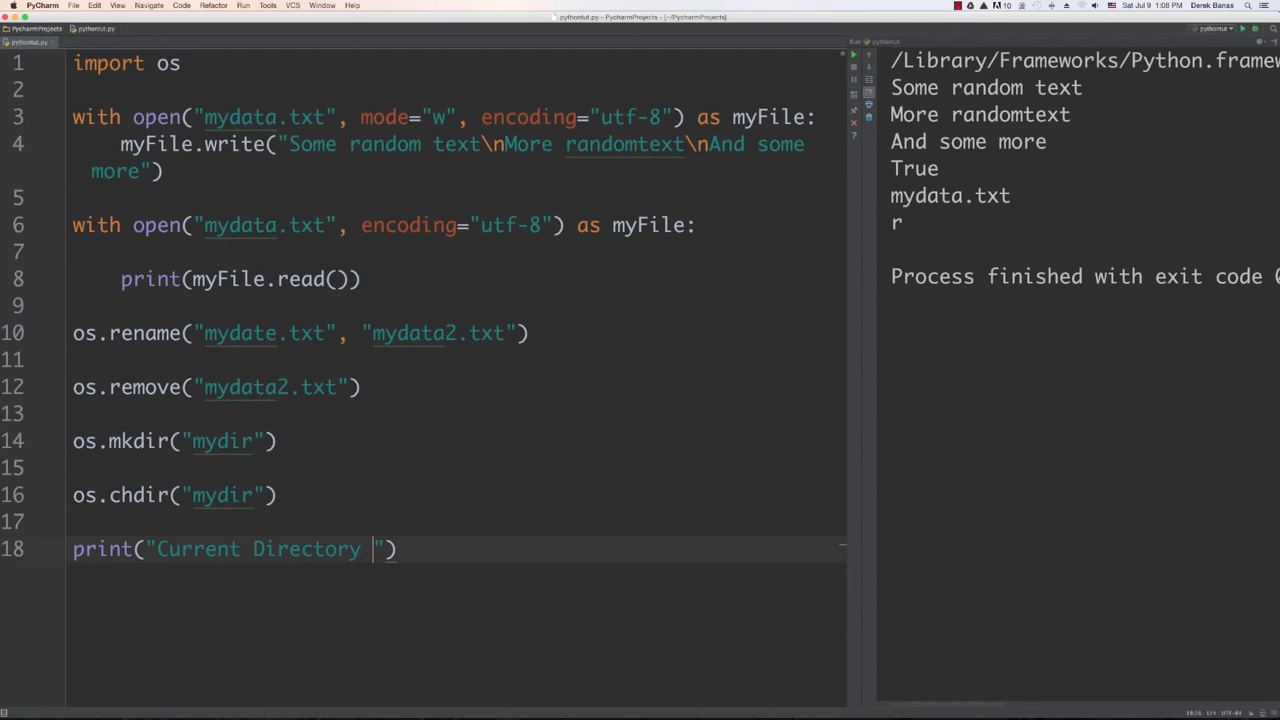 PyCharm File Edit View Navigate Code Refactor Run Tools VCS Window Help
10
Sat Jul 9 1:08 PM Derek Banas
pythontut.py - PycharmProjects - [~/PycharmProjects]
PycharmProjects pythontut.py
pythontut
pythontut.py
Run pythontut
1 import os
2
3 with open("mydata.txt", mode="w", encoding="utf-8") as myFile:
4 myFile.write("Some random text\nMore randomtext\nAnd some
more")
5
6 with open("mydata.txt", encoding="utf-8") as myFile:
7
8 print(myFile.read())
9
10 os.rename("mydate.txt", "mydata2.txt")
11
12 os.remove("mydata2.txt")
13
14 os.mkdir("mydir")
15
16 os.chdir("mydir")
17
18 print("Current Directory ")
/Library/Frameworks/Python.framew
Some random text
More randomtext
And some more
True
mydata.txt
r
Process finished with exit code 0
18:26 LF÷ UTF-8÷